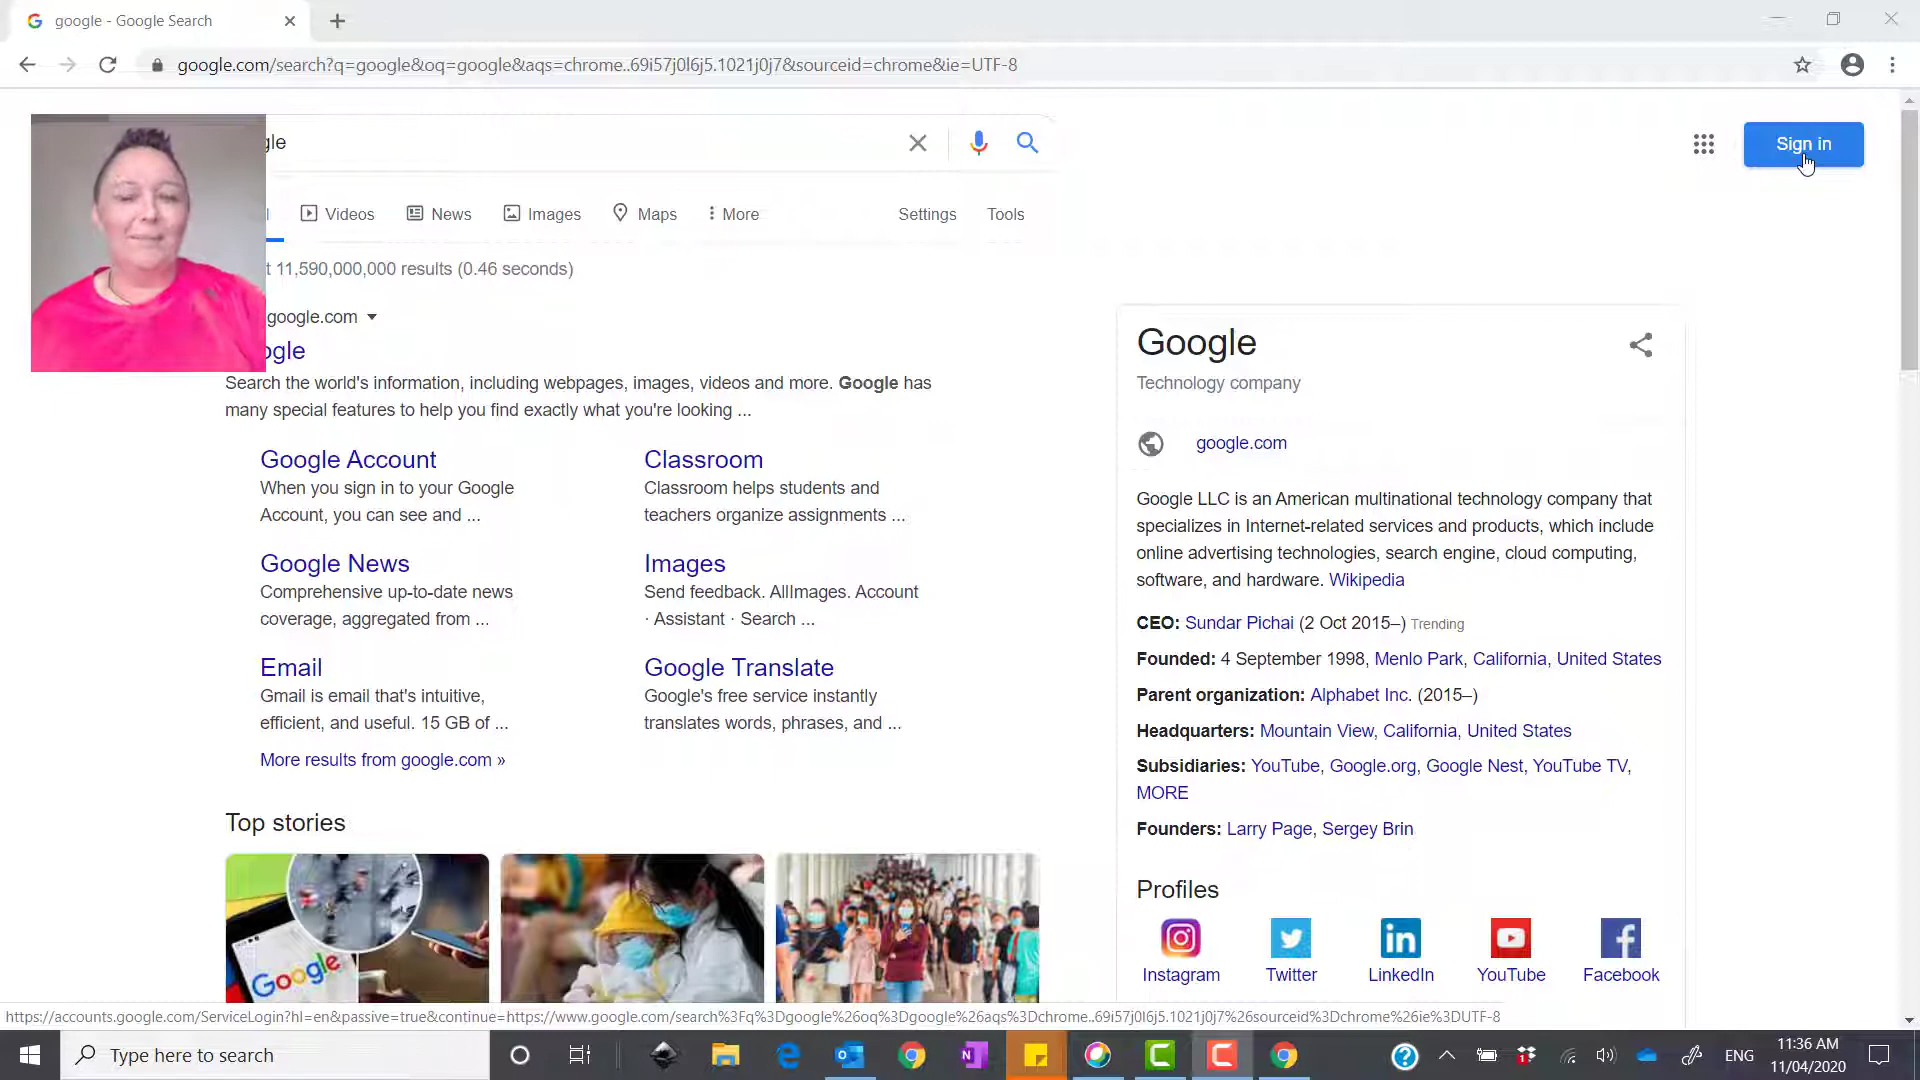 google - Google Search
google.com/search?q=google&oq=google&aqs=chrome..69i57j0l6j5.1021j0j7&sourceid=chrome&ie=UTF-8
gle
Sign in
Videos
News
Images
Maps
More
Settings
Tools
t 11,590,000,000 results (0.46 seconds)
google.com
ogle
Search the world's information, including webpages, images, videos and more. Google has
many special features to help you find exactly what you're looking ...
Google Account
When you sign in to your Google
Account, you can see and ...
Classroom
Classroom helps students and
teachers organize assignments ...
Google News
Comprehensive up-to-date news
coverage, aggregated from ...
Images
Send feedback. AllImages. Account
· Assistant · Search ...
Email
Gmail is email that's intuitive,
efficient, and useful. 15 GB of ...
Google Translate
Google's free service instantly
translates words, phrases, and ...
More results from google.com »
Top stories
Google
Google
Technology company
google.com
Google LLC is an American multinational technology company that
specializes in Internet-related services and products, which include
online advertising technologies, search engine, cloud computing,
software, and hardware. Wikipedia
CEO: Sundar Pichai (2 Oct 2015–) Trending
Founded: 4 September 1998, Menlo Park, California, United States
Parent organization: Alphabet Inc. (2015–)
Headquarters: Mountain View, California, United States
Subsidiaries: YouTube, Google.org, Google Nest, YouTube TV,
MORE
Founders: Larry Page, Sergey Brin
Profiles
Instagram
Twitter
LinkedIn
YouTube
Facebook
https://accounts.google.com/ServiceLogin?hl=en&passive=true&continue=https://www.google.com/search%3Fq%3Dgoogle%26oq%3Dgoogle%26aqs%3Dchrome..69i57j0l6j5.1021j0j7%26sourceid%3Dchrome%26ie%3DUTF-8
Type here to search
ENG
11:36 AM
11/04/2020